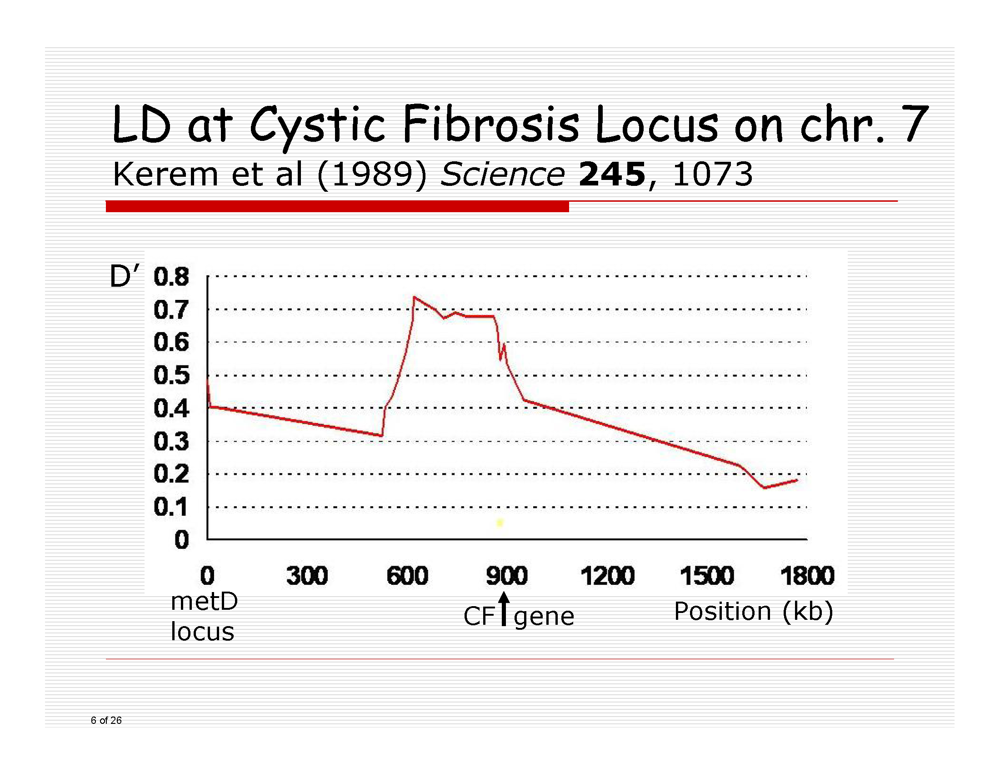 LD at Cystic Fibrosis Locus on chr. 7
Kerem et al (1989) Science 245, 1073
D’
0.8
0.7
0.6
0.5
0.4
0.3
0.2
0.1
0
0 300 600 900 1200 1500 1800
metD
locus
CF gene
Position (kb)
6 of 26